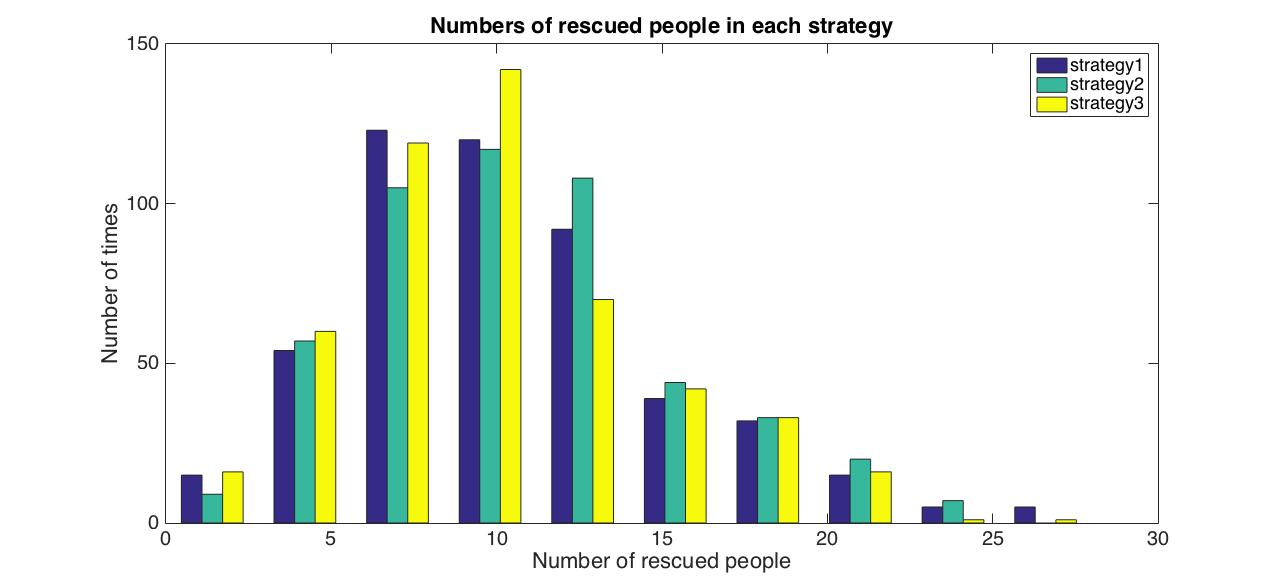 Numbers of rescued people in each strategy
150
100
50
0
Number of times
strategy1
strategy2
strategy3
0 5 10 15 20 25 30
Number of rescued people